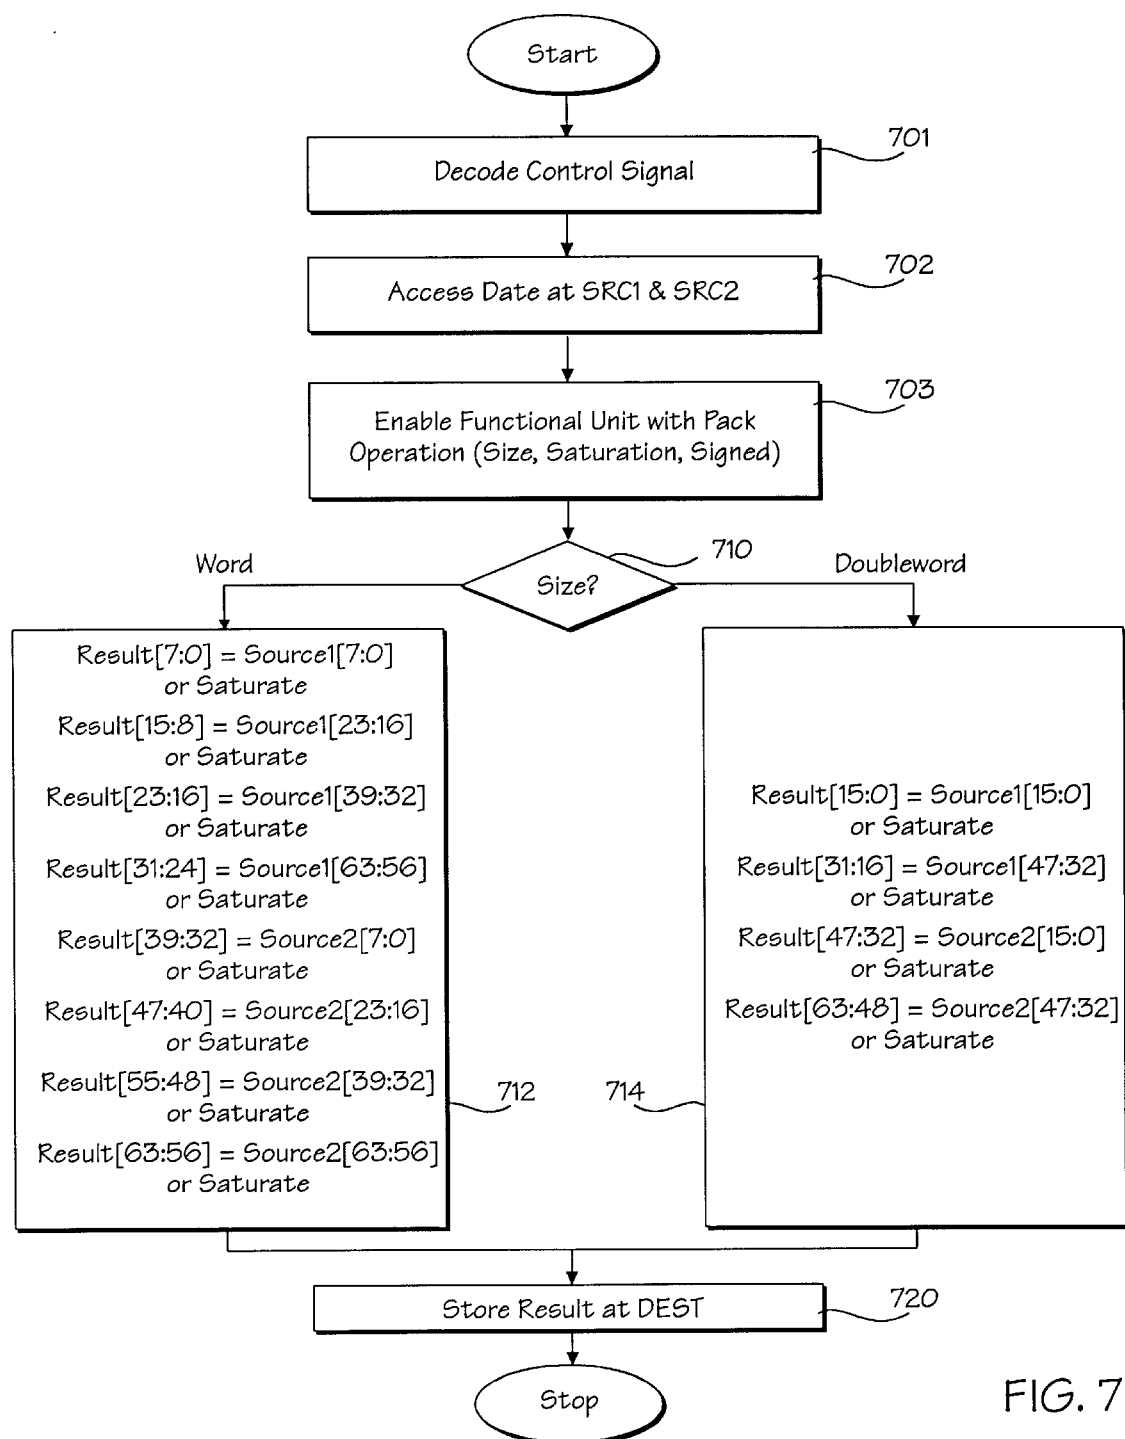 Start
701
Decode Control Signal
702
Access Date at SRC1 & SRC2
703
Enable Functional Unit with Pack
Operation (Size, Saturation, Signed)
710
Word
Size?
Doubleword
Result[7:0] = Source1[7:0]
or Saturate
Result[15:8] = Source1[23:16]
or Saturate
Result[23:16] = Source1[39:32]
or Saturate
Result[31:24] = Source1[63:56]
or Saturate
Result[39:32] = Source2[7:0]
or Saturate
Result[47:40] = Source2[23:16]
or Saturate
Result[55:48] = Source2[39:32]
or Saturate
Result[63:56] = Source2[63:56]
or Saturate
712
Result[15:0] = Source1[15:0]
or Saturate
Result[31:16] = Source1[47:32]
or Saturate
Result[47:32] = Source2[15:0]
or Saturate
Result[63:48] = Source2[47:32]
or Saturate
714
Store Result at DEST
720
Stop
FIG. 7